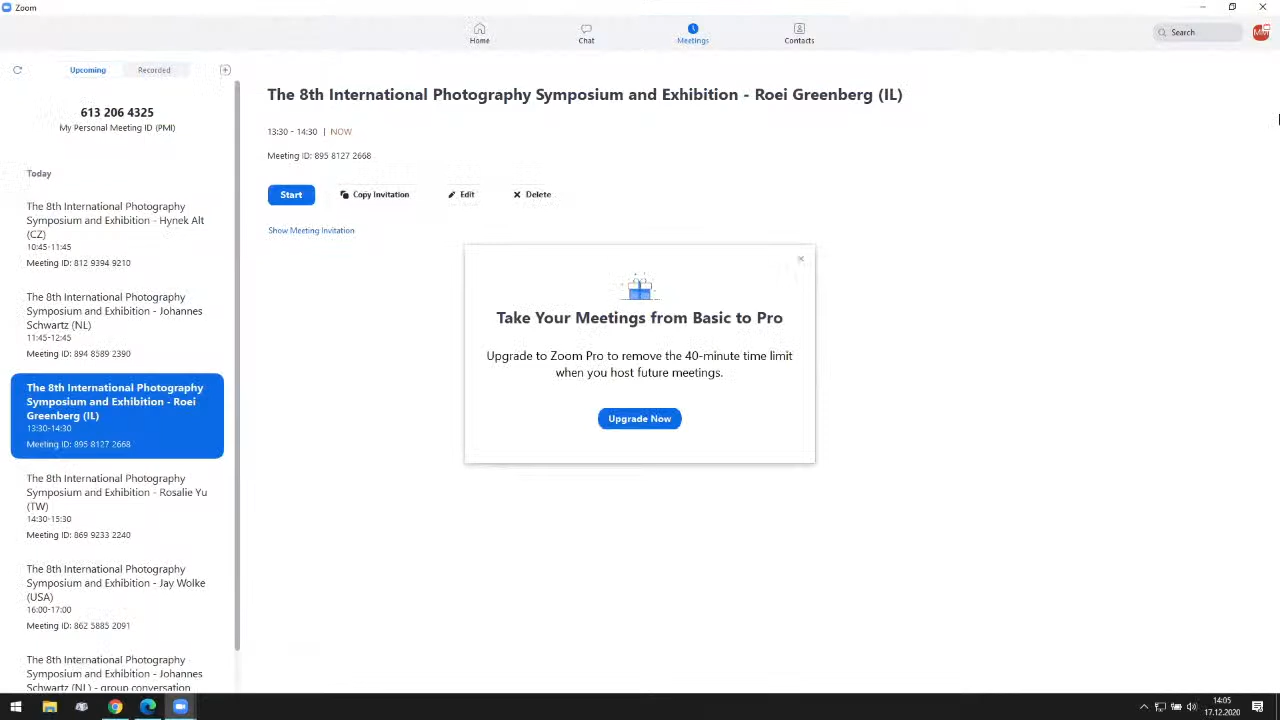 Zoom
Home
Chat
Meetings
Contacts
Search
Upcoming
Recorded
613 206 4325
My Personal Meeting ID (PMI)
Today
The 8th International Photography
Symposium and Exhibition - Hynek Alt
(CZ)
10:45-11:45
Meeting ID: 812 9394 9210
The 8th International Photography
Symposium and Exhibition - Johannes
Schwartz (NL)
11:45-12:45
Meeting ID: 894 8589 2390
The 8th International Photography
Symposium and Exhibition - Roei
Greenberg (IL)
13:30-14:30
Meeting ID: 895 8127 2668
The 8th International Photography
Symposium and Exhibition - Rosalie Yu
(TW)
14:30-15:30
Meeting ID: 869 9233 2240
The 8th International Photography
Symposium and Exhibition - Jay Wolke
(USA)
16:00-17:00
Meeting ID: 862 5885 2091
The 8th International Photography
Symposium and Exhibition - Johannes
Schwartz (NL) - group conversation
The 8th International Photography Symposium and Exhibition - Roei Greenberg (IL)
13:30 - 14:30 | NOW
Meeting ID: 895 8127 2668
Start
Copy Invitation
Edit
Delete
Show Meeting Invitation
Take Your Meetings from Basic to Pro
Upgrade to Zoom Pro to remove the 40-minute time limit
when you host future meetings.
Upgrade Now
14:05
17.12.2020